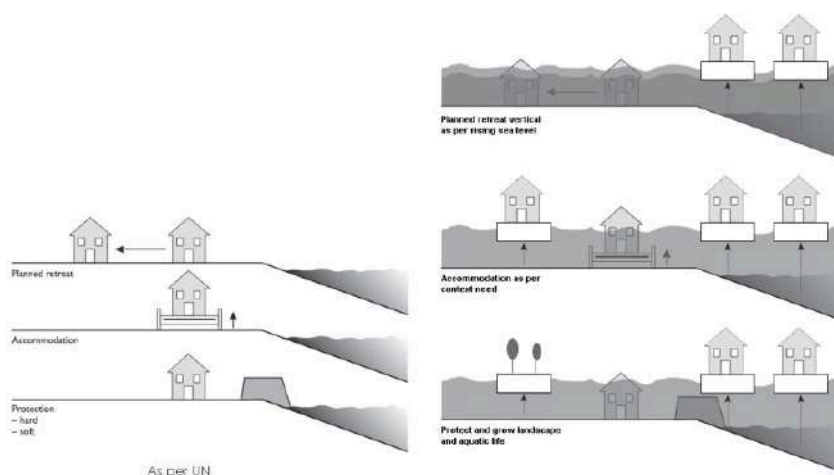 Planned retreat
Accommodation
Protection
– hard
– soft
As per UN
Planned retreat vertical
as per rising sea level
Accommodation as per
context need
Protect and grow landscape
and aquatic life